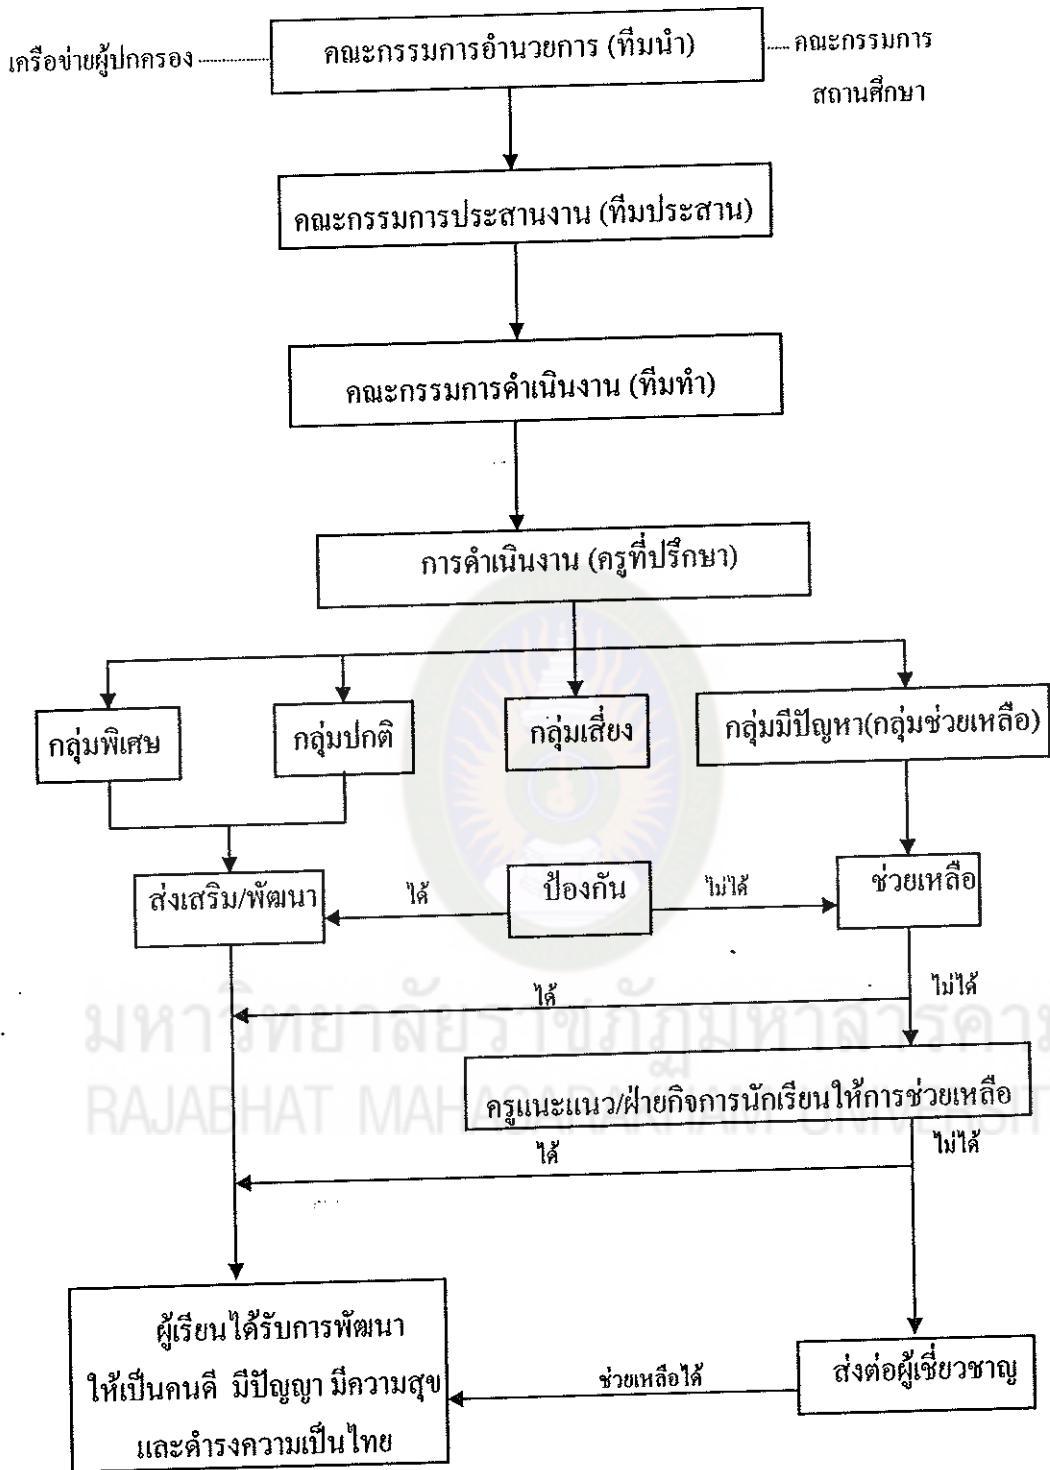 เครือข่ายผู้ปกครอง
คณะกรรมการอำนวยการ (ทีมนำ)
คณะกรรมการ
สถานศึกษา
คณะกรรมการประสานงาน (ทีมประสาน)
คณะกรรมการดำเนินงาน (ทีมทำ)
การดำเนินงาน (ครูที่ปรึกษา)
กลุ่มพิเศษ
กลุ่มปกติ
กลุ่มเสี่ยง
กลุ่มมีปัญหา(กลุ่มช่วยเหลือ)
ส่งเสริม/พัฒนา
ได้
ป้องกัน
ไม่ได้
ช่วยเหลือ
ได้
ไม่ได้
มหาวิทยาลัยราชภัฏมหาสารคาม
ครูแนะแนว/ฝ่ายกิจการนักเรียนให้การช่วยเหลือ
RAJABHAT MAHASARAKHAM UNIVERSIT
ได้
ไม่ได้
ผู้เรียนได้รับการพัฒนา
ให้เป็นคนดี มีปัญญา มีความสุข
และดำรงความเป็นไทย
ช่วยเหลือได้
ส่งต่อผู้เชี่ยวชาญ